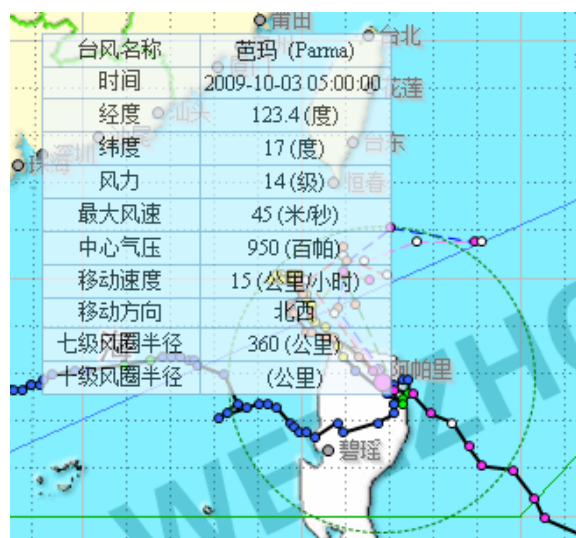 莆田
台北
台风名称 芭玛 (Parma)
时间 2009-10-03 05:00:00
花莲
经度 123.4 (度)
汕头
汕尾
纬度 17 (度)
台东
深圳
珠海
风力 14 (级)
恒春
最大风速 45 (米/秒)
中心气压 950 (百帕)
移动速度 15 (公里/小时)
移动方向 北西
七级风圈半径 360 (公里)
阿帕里
十级风圈半径 (公里)
碧瑶
WENZHO